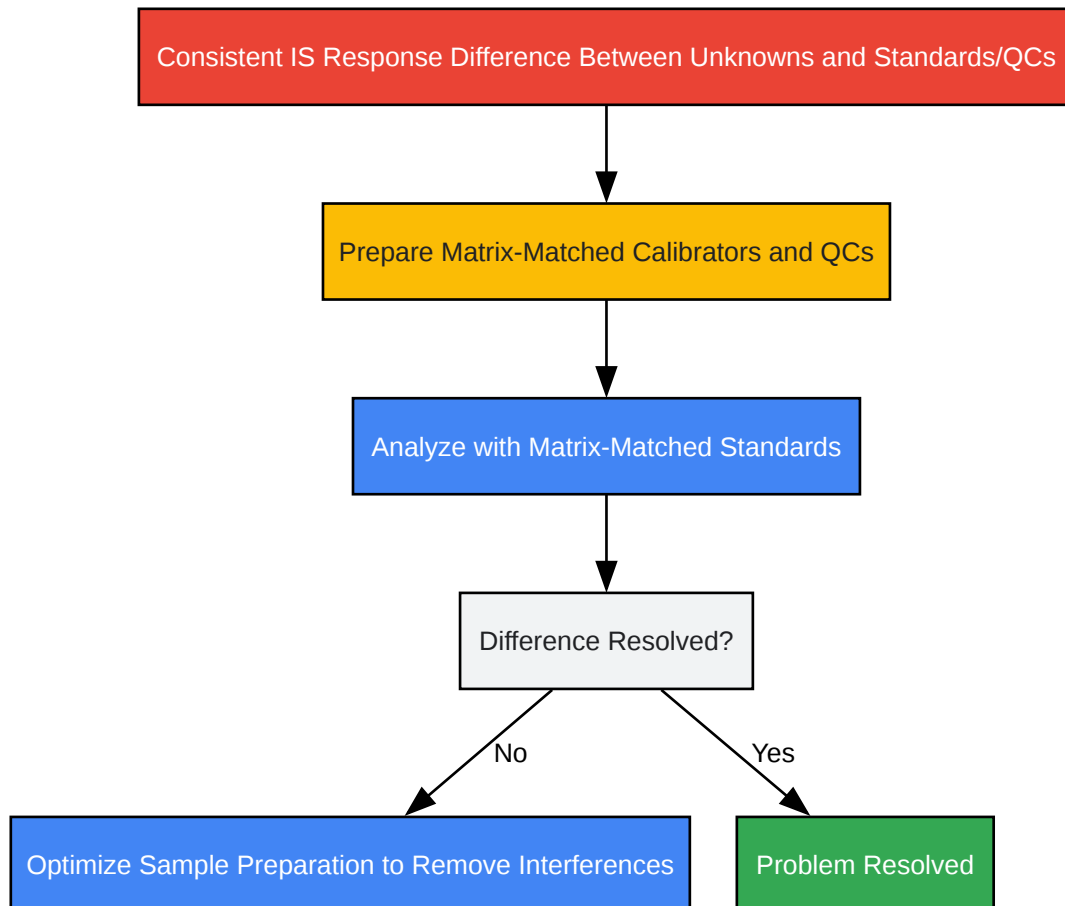 Consistent IS Response Difference Between Unknowns and Standards/QCs
Prepare Matrix-Matched Calibrators and QCs
Analyze with Matrix-Matched Standards
Difference Resolved?
No
Yes
Optimize Sample Preparation to Remove Interferences
Problem Resolved